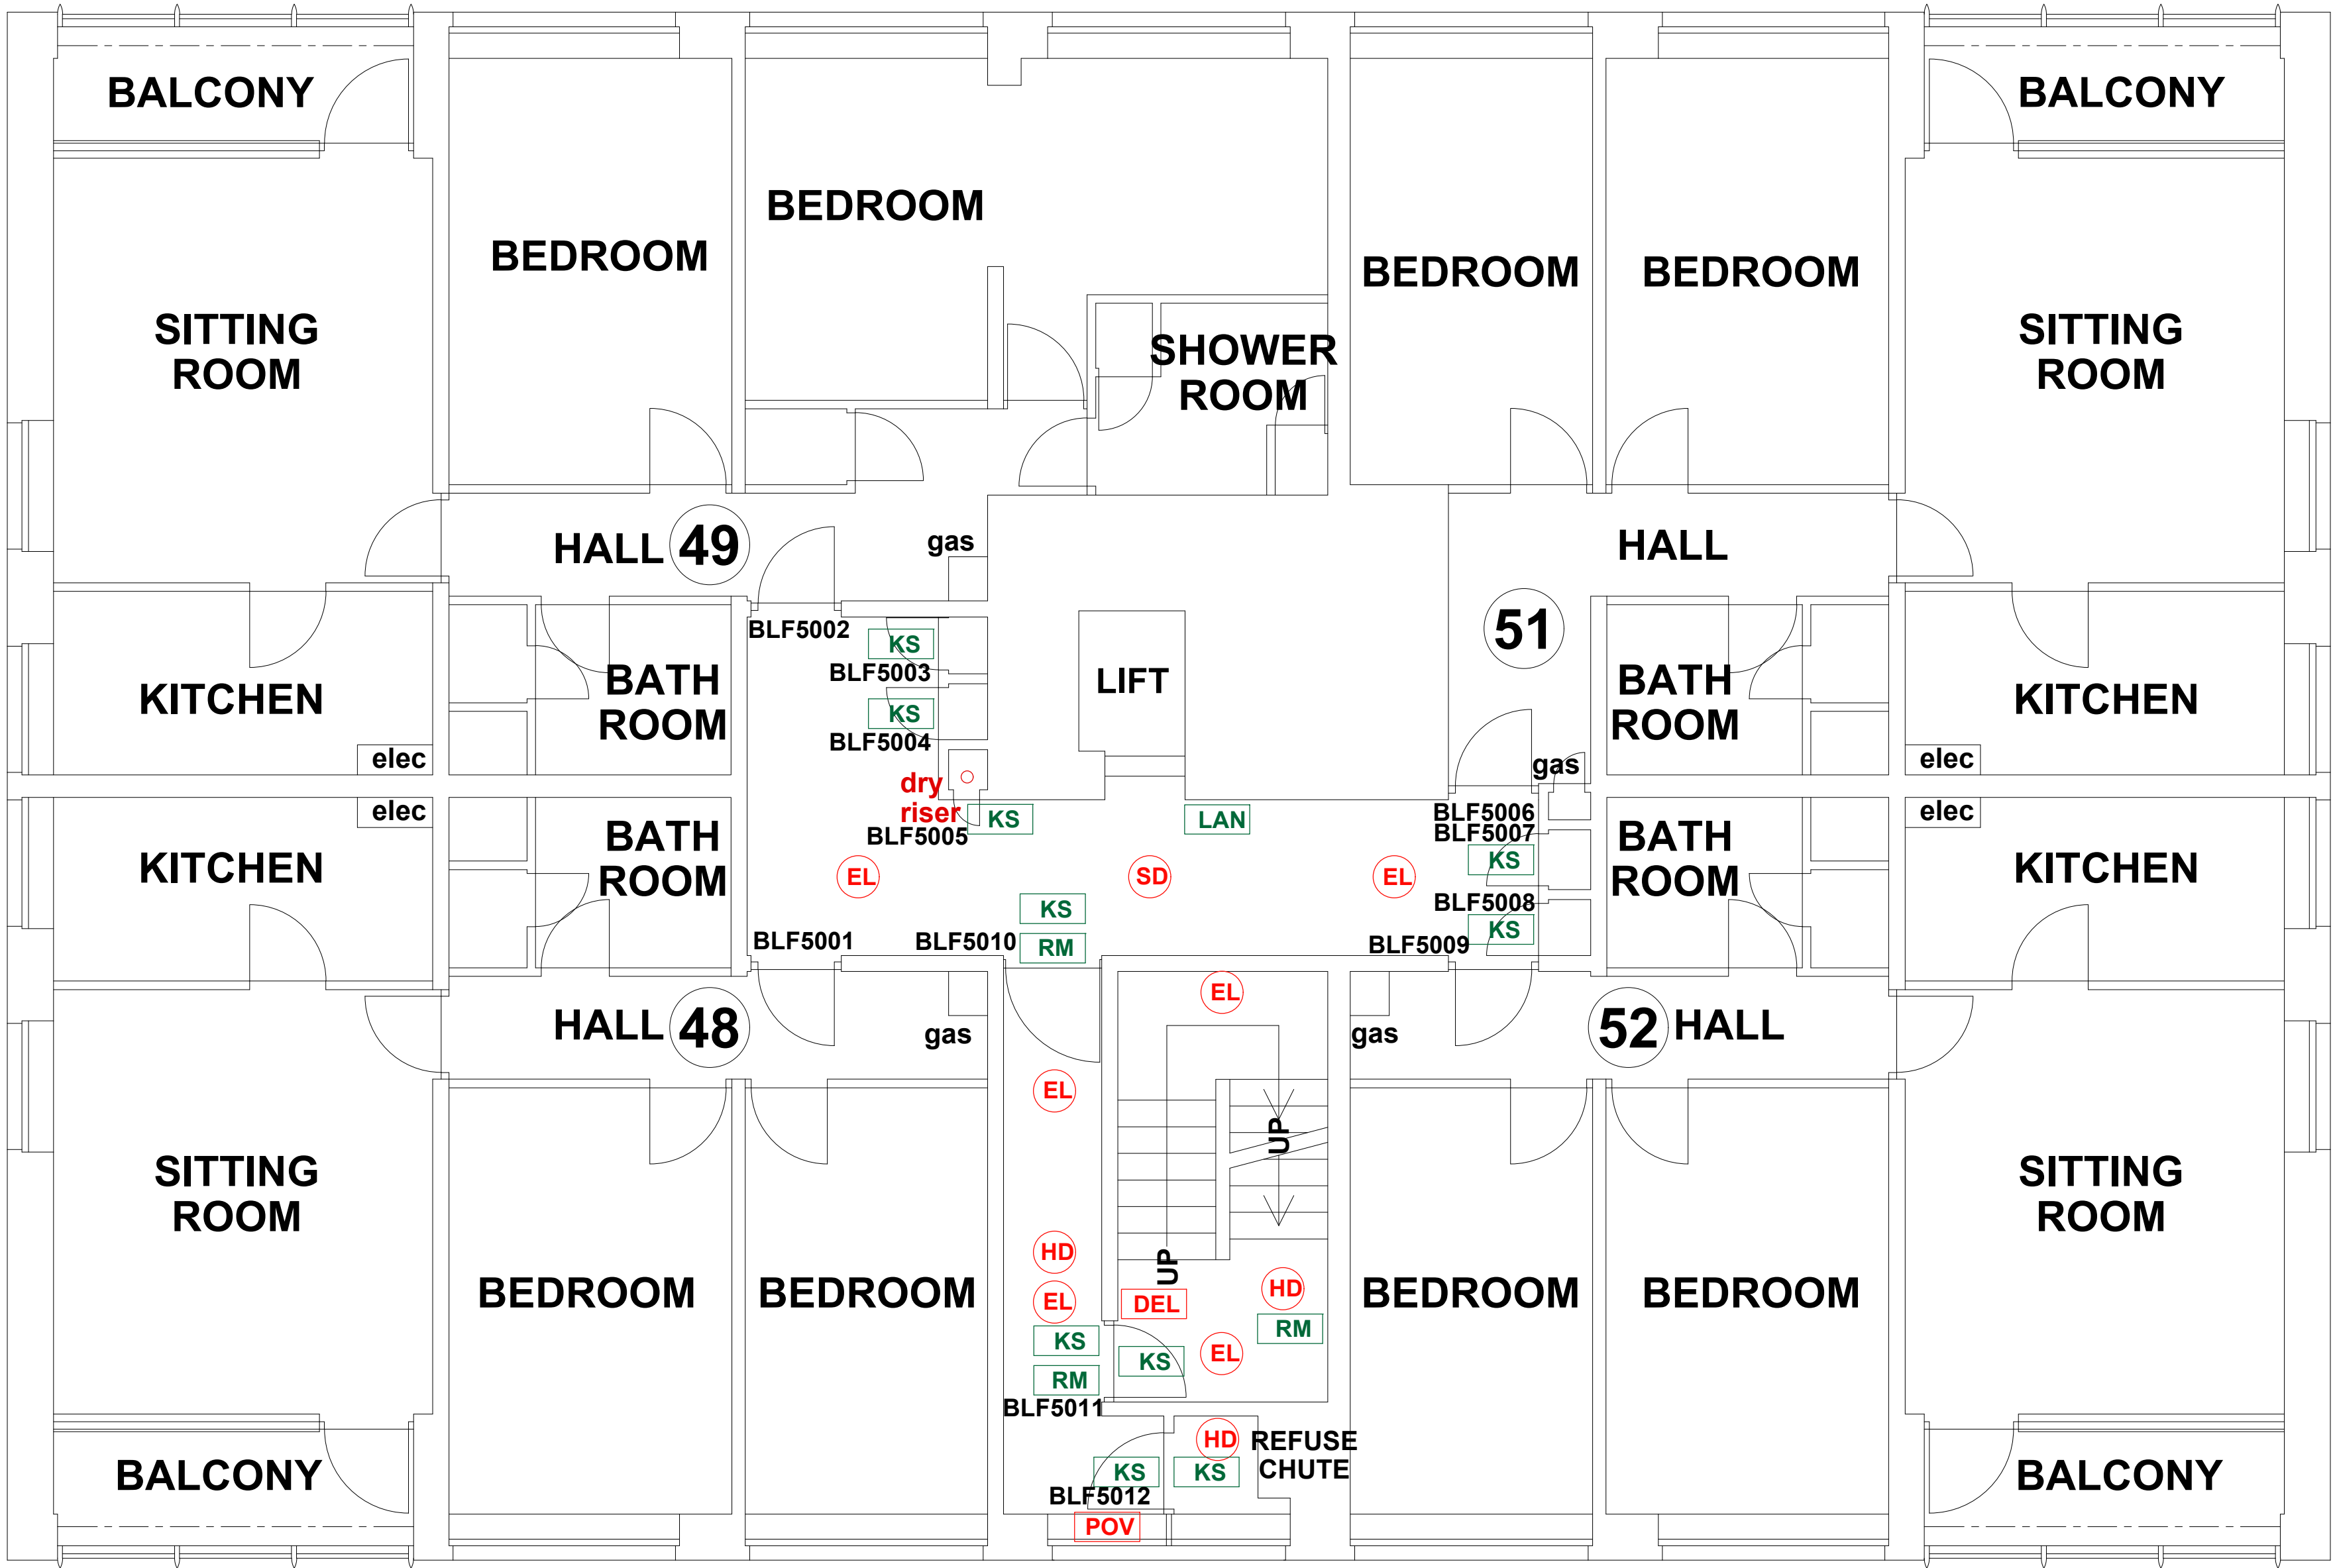 BALCONY
BALCONY
BEDROOM
BEDROOM
BEDROOM
BEDROOM
SITTING
ROOM
SHOWER
ROOM
SITTING
ROOM
HALL 49
gas
HALL
51
BLF5002
KS
BLF5003
KS
BLF5004
LIFT
KITCHEN
BATH
ROOM
BATH
ROOM
KITCHEN
elec
gas
elec
dry
riser
BLF5005
KS
LAN
BLF5006
BLF5007
KS
elec
elec
KITCHEN
BATH
ROOM
EL
SD
EL
BATH
ROOM
KITCHEN
KS
BLF5008
KS
BLF5001
BLF5010
RM
BLF5009
HALL 48
gas
EL
gas
52 HALL
EL
UP
SITTING
ROOM
SITTING
ROOM
HD
UP
HD
BEDROOM
BEDROOM
EL
DEL
BEDROOM
BEDROOM
RM
KS
KS
EL
RM
BLF5011
HD
REFUSE
CHUTE
BALCONY
KS
KS
BALCONY
BLF5012
POV